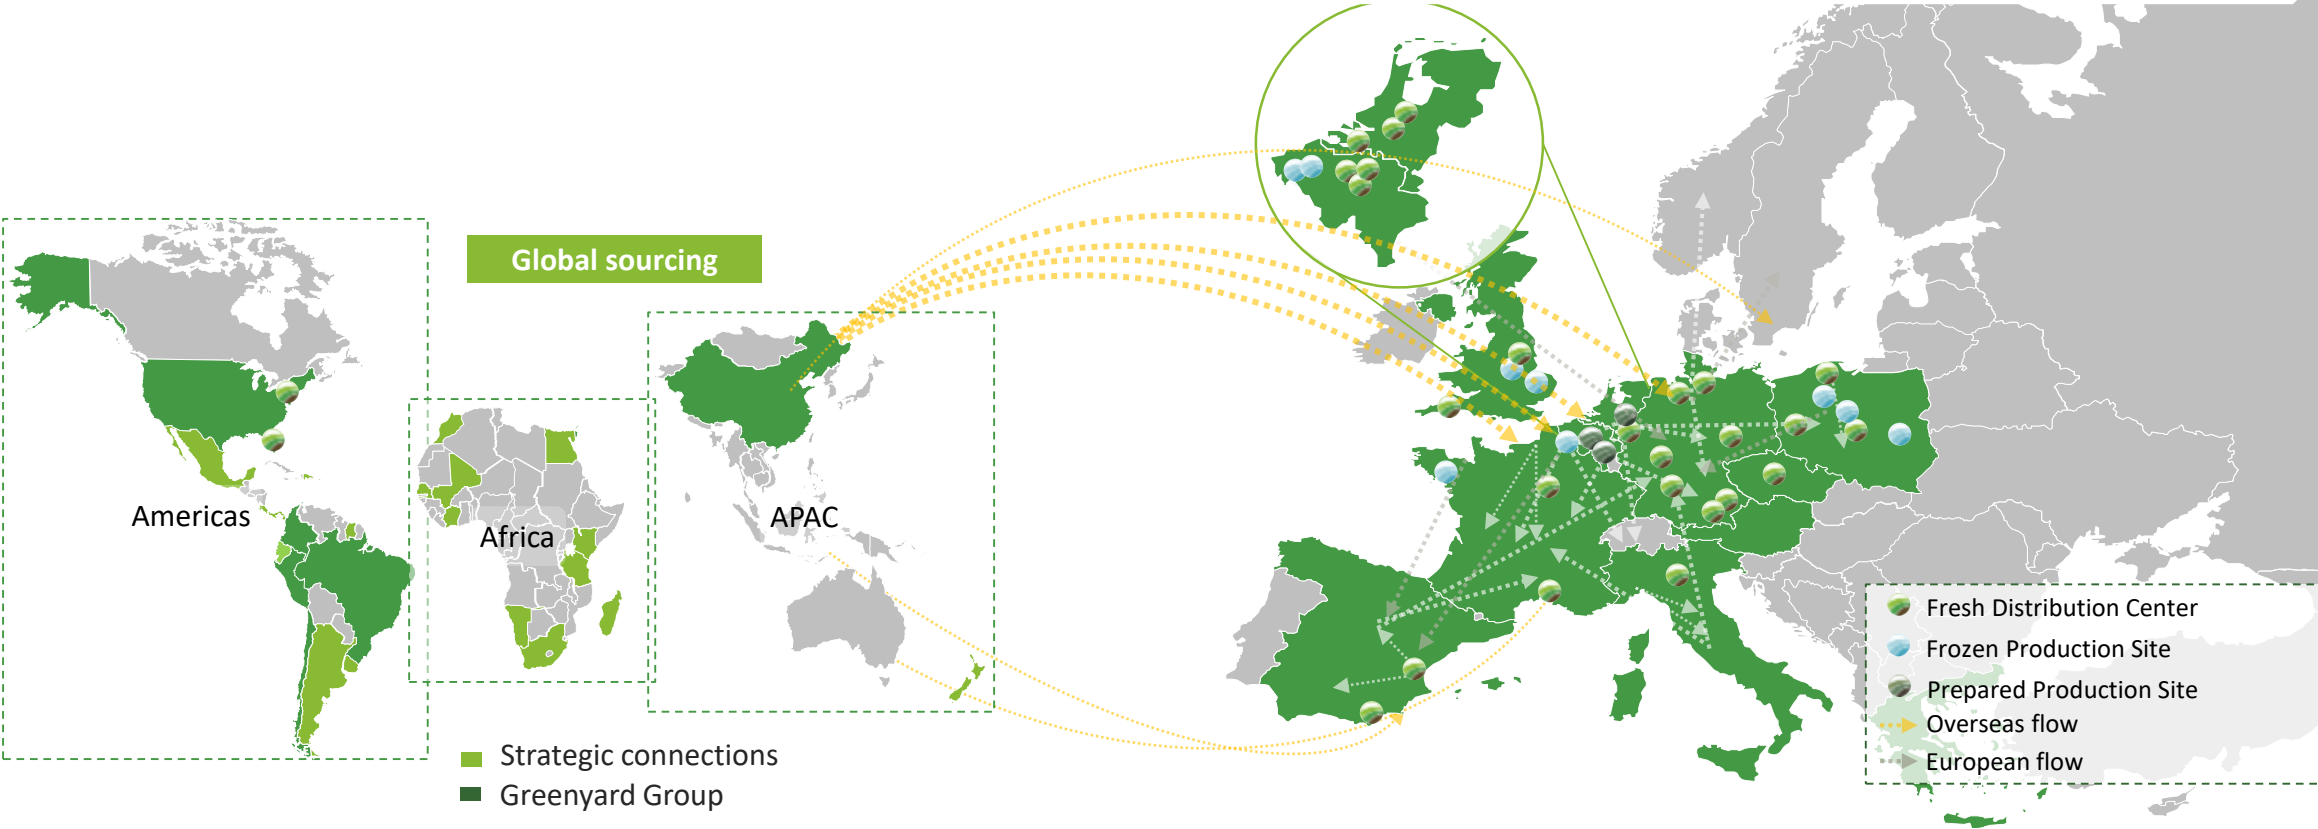 Global sourcing
Americas
Africa
APAC
Strategic connections
Greenyard Group
Fresh Distribution Center
Frozen Production Site
Prepared Production Site
Overseas flow
European flow